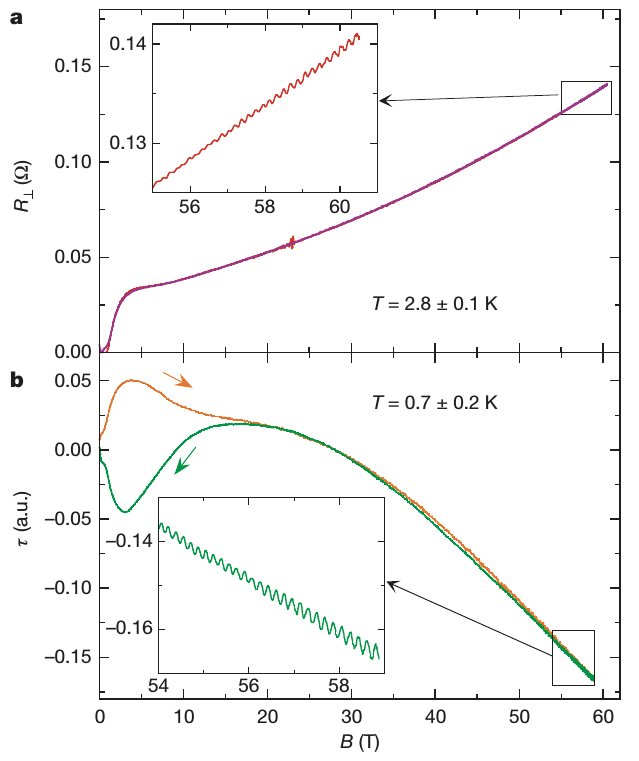 a
0.15
0.10
0.05
0.00
R⊥ (Ω)
0.14
0.13
56 58 60
T = 2.8 ± 0.1 K
b
0.05
0.00
−0.05
−0.10
−0.15
τ (a.u.)
T = 0.7 ± 0.2 K
−0.14
−0.16
54 56 58
0 10 20 30 40 50 60
B (T)